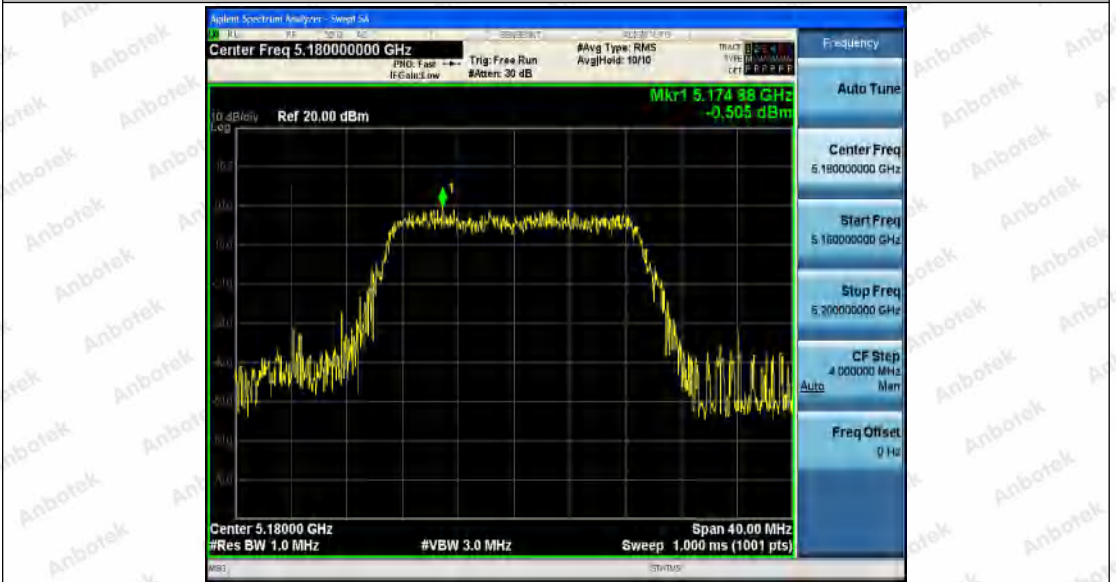 Agilent Spectrum Analyzer - Swept SA
Center Freq 5.180000000 GHz
PNO: Fast
IFGain:Low
Trig: Free Run
#Atten: 30 dB
#Avg Type: RMS
Avg|Hold: 10/10
TYPE
DET P P P P P P
Frequency
Mkr1 5.174 88 GHz
-0.505 dBm
10 dB/div
Ref 20.00 dBm
Log
1
Auto Tune
Center Freq
5.180000000 GHz
Start Freq
5.160000000 GHz
Stop Freq
5.200000000 GHz
CF Step
4.000000 MHz
Auto
Man
Freq Offset
0 Hz
Center 5.18000 GHz
Span 40.00 MHz
#Res BW 1.0 MHz
#VBW 3.0 MHz
Sweep 1.000 ms (1001 pts)
MSG
STATUS
Anbotek